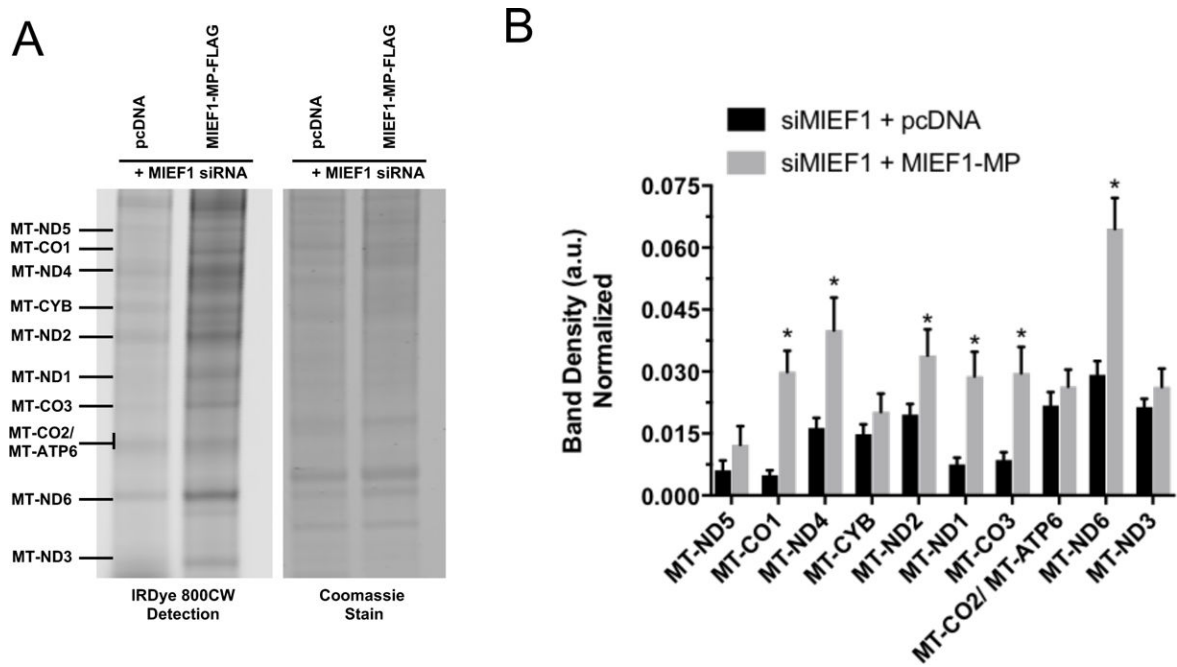 A
pcDNA
MIEF1-MP-FLAG
+ MIEF1 siRNA
pcDNA
MIEF1-MP-FLAG
+ MIEF1 siRNA
MT-ND5
MT-CO1
MT-ND4
MT-CYB
MT-ND2
MT-ND1
MT-CO3
MT-CO2/
MT-ATP6
MT-ND6
MT-ND3
IRDye 800CW
Detection
Coomassie
Stain
B
siMIEF1 + pcDNA
siMIEF1 + MIEF1-MP
Band Density (a.u.)
Normalized
0.075
0.060
0.045
0.030
0.015
0.000
*
*
*
*
*
*
MT-ND5
MT-CO1
MT-ND4
MT-CYB
MT-ND2
MT-ND1
MT-CO3
MT-CO2/ MT-ATP6
MT-ND6
MT-ND3